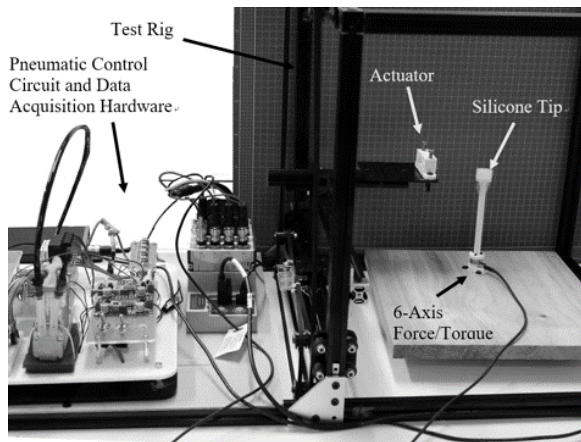 Test Rig
Pneumatic Control
Circuit and Data
Acquisition Hardware
Actuator
Silicone Tip
6-Axis
Force/Torque